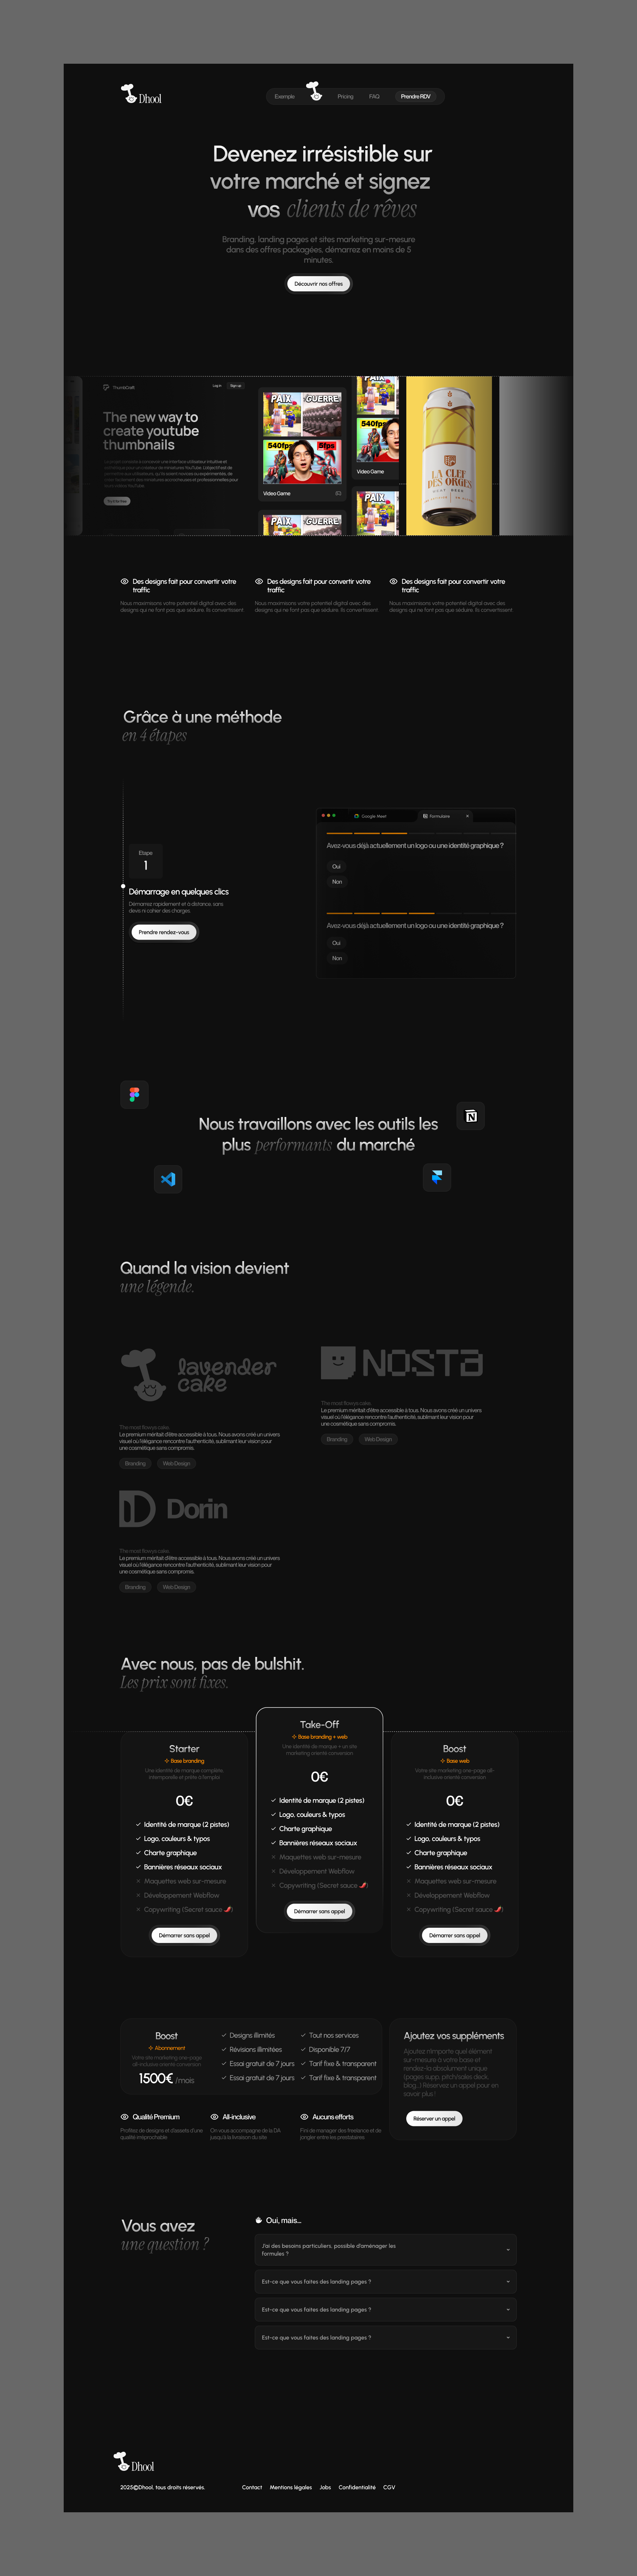 Dhool
Exemple
Pricing
FAQ
Prendre RDV
Devenez irrésistible sur
votre marché et signez
vos clients de rêves
Branding, landing pages et sites marketing sur-mesure
dans des offres packagées, démarrez en moins de 5
minutes.
Découvrir nos offres
Log in
Sign up
The new way to
create youtube
thumbnails
PAIX
GUERRE
540fps
5fps
Video Game
PAIX
GUERRE
540fps
Video Game
PAIX
GUERRE
PAIX
LA CLEF
DES ORGES
Des designs fait pour convertir votre
traffic
Nous maximisons votre potentiel digital avec des
designs qui ne font pas que séduire. Ils convertissent
Des designs fait pour convertir votre
traffic
Nous maximisons votre potentiel digital avec des
designs qui ne font pas que séduire. Ils convertissent
Des designs fait pour convertir votre
traffic
Nous maximisons votre potentiel digital avec des
designs qui ne font pas que séduire. Ils convertissent
Grâce à une méthode
en 4 étapes
Etape
1
Démarrage en quelques clics
Démarrez rapidement et à distance, sans
devis ni cahier des charges.
Prendre rendez-vous
Google Meet
Formulaire
Avez-vous déjà actuellement un logo ou une identité graphique ?
Oui
Non
Avez-vous déjà actuellement un logo ou une identité graphique ?
Oui
Non
Nous travaillons avec les outils les
plus performants du marché
Quand la vision devient
une légende.
lavender
cake
The most flowys cake.
Le premium méritait d'être accessible à tous. Nous avons créé un univers
visuel où l'élégance rencontre l'authenticité, sublimant leur vision pour
une cosmétique sans compromis.
Branding
Web Design
Nosta
The most flowys cake.
Le premium méritait d'être accessible à tous. Nous avons créé un univers
visuel où l'élégance rencontre l'authenticité, sublimant leur vision pour
une cosmétique sans compromis.
Branding
Web Design
Dorin
The most flowys cake.
Le premium méritait d'être accessible à tous. Nous avons créé un univers
visuel où l'élégance rencontre l'authenticité, sublimant leur vision pour
une cosmétique sans compromis.
Branding
Web Design
Avec nous, pas de bulshit.
Les prix sont fixes.
Starter
Base branding
Une identité de marque complète,
intemporelle et prête à l'emploi
0€
Identité de marque (2 pistes)
Logo, couleurs & typos
Charte graphique
Bannières réseaux sociaux
Maquettes web sur-mesure
Développement Webflow
Copywriting (Secret sauce 🌶️)
Démarrer sans appel
Take-Off
Base branding + web
Une identité de marque + un site
marketing orienté conversion
0€
Identité de marque (2 pistes)
Logo, couleurs & typos
Charte graphique
Bannières réseaux sociaux
Maquettes web sur-mesure
Développement Webflow
Copywriting (Secret sauce 🌶️)
Démarrer sans appel
Boost
Base web
Votre site marketing one-page all-
inclusive orienté conversion
0€
Identité de marque (2 pistes)
Logo, couleurs & typos
Charte graphique
Bannières réseaux sociaux
Maquettes web sur-mesure
Développement Webflow
Copywriting (Secret sauce 🌶️)
Démarrer sans appel
Boost
Abonnement
Votre site marketing one-page
all-inclusive orienté conversion
1500€ /mois
Designs illimités
Révisions illimitées
Essai gratuit de 7 jours
Essai gratuit de 7 jours
Tout nos services
Disponible 7/7
Tarif fixe & transparent
Tarif fixe & transparent
Ajoutez vos suppléments
Ajoutez n'importe quel élément
sur-mesure à votre base et
rendez-la absolument unique
(pages supp, pitch/sales deck,
blog...) Réservez un appel pour en
savoir plus !
Réserver un appel
Qualité Premium
Profitez de designs et d'assets d'une
qualité irréprochable
All-inclusive
On vous accompagne de la DA
jusqu'à la livraison du site
Aucuns efforts
Fini de manager des freelance et de
jongler entre les prestataires
Vous avez
une question ?
Oui, mais...
J'ai des besoins particuliers, possible d'aménager les
formules ?
Est-ce que vous faites des landing pages ?
Est-ce que vous faites des landing pages ?
Est-ce que vous faites des landing pages ?
Dhool
2025©Dhool. tous droits réservés.
Contact
Mentions légales
Jobs
Confidentialité
CGV